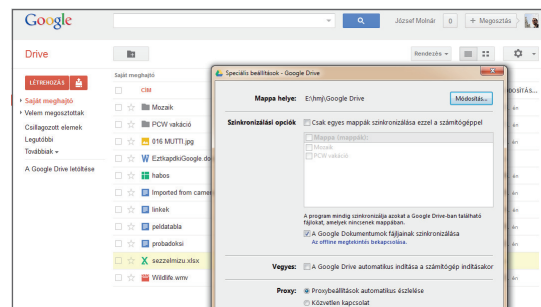 Google
József Molnár 0 + Megosztás
Drive
Rendezés
LÉTREHOZÁS
Saját meghajtó
CÍM
Saját meghajtó
Velem megosztottak
Csillagozott elemek
Legutóbbi
Továbbiak
A Google Drive letöltése
Mozaik
PCW vakáció
016 MUTTI.jpg
EztkapdkiGoogle.do
habos
Imported from camer
linkek
peldatabla
probadoksi
sezzelmizu.xlsx
Wildlife.wmv
Speciális beállítások - Google Drive
Mappa helye: E:\hmj\Google Drive Módosítás...
Szinkronizálási opciók Csak egyes mappák szinkronizálása ezzel a számítógéppel
Mappa (mappák):
Mozaik
PCW vakáció
A program mindig szinkronizálja azokat a Google Drive-ban található
fájlokat, amelyek nincsenek mappában.
A Google Dokumentumok fájljainak szinkronizálása
Az offline megtekintés bekapcsolása.
Vegyes: A Google Drive automatikus indítása a számítógép indításakor
Proxy: Proxybeállítások automatikus észlelése
Közvetlen kapcsolat